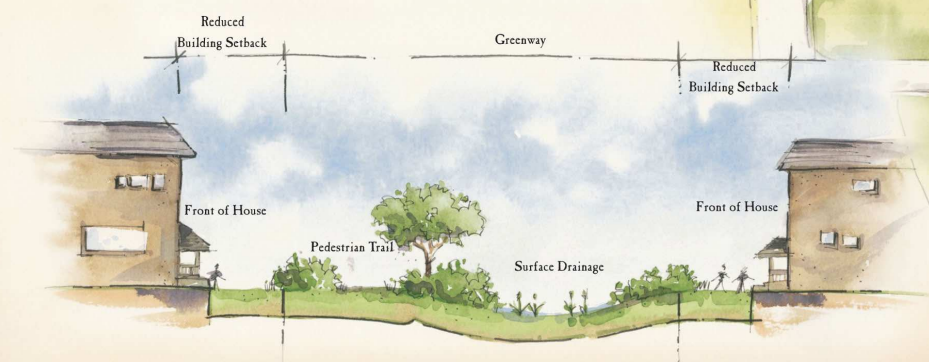 Reduced
Building Setback
Greenway
Reduced
Building Setback
Front of House
Front of House
Pedestrian Trail
Surface Drainage